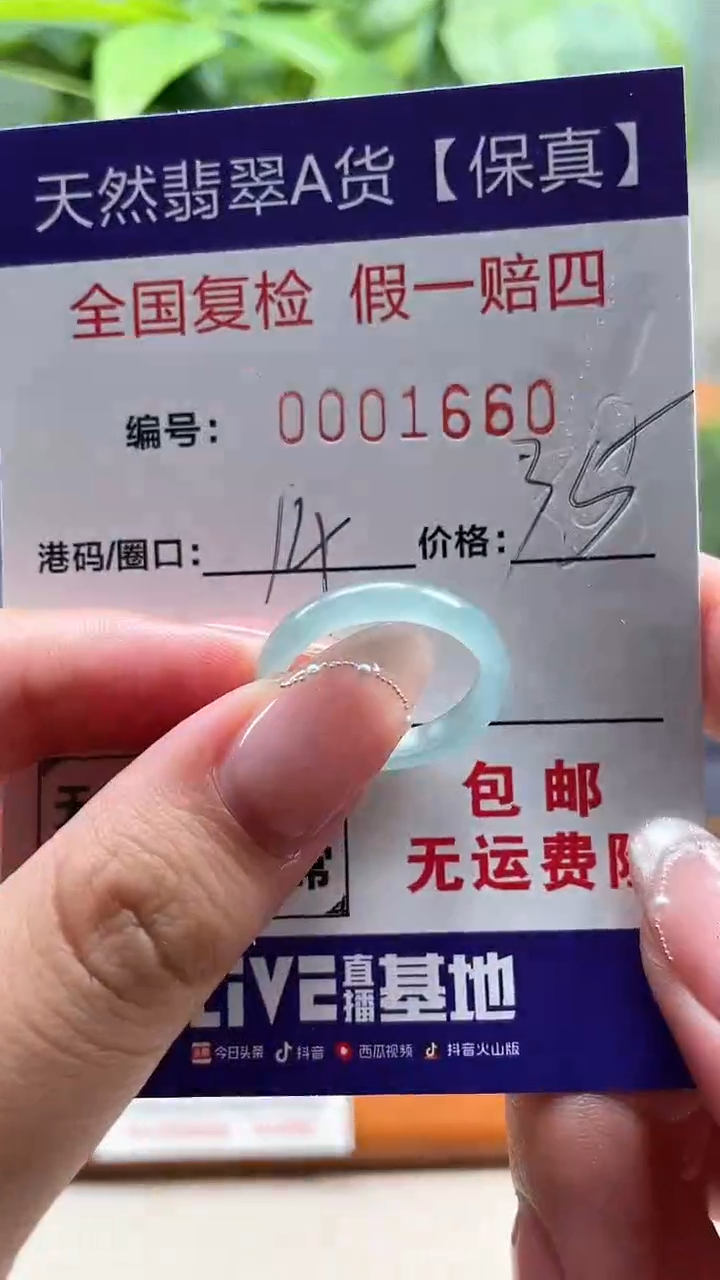 天然翡翠A货【保真】
全国复检 假一赔四
编号： 0001660
港码/圈口： 14 价格： 35
包邮
无运费险
LIVE直播基地
今日头条 抖音 西瓜视频 抖音火山版